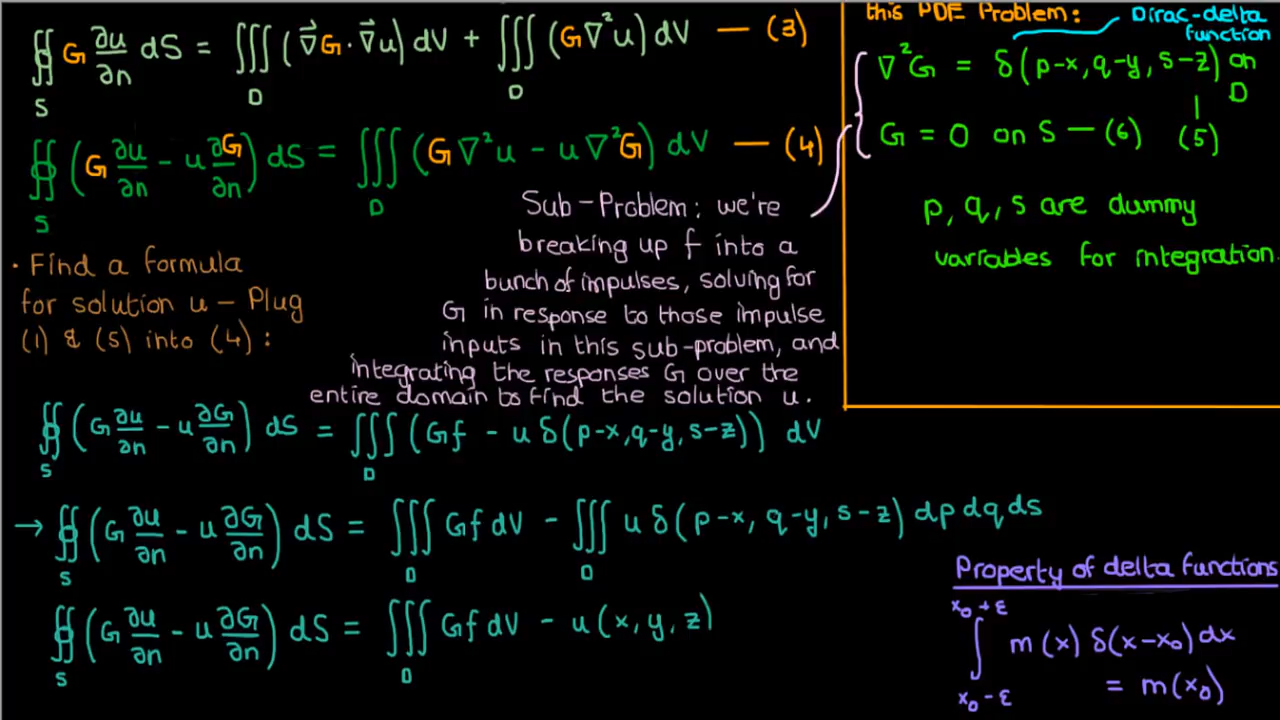 ∯_S G ∂u/∂n dS = ∭_D (∇⃗G · ∇⃗u) dV + ∭_D (G∇²u) dV — (3)
∯_S (G ∂u/∂n - u ∂G/∂n) dS = ∭_D (G∇²u - u∇²G) dV — (4)
· Find a formula
for solution u - Plug
(1) & (5) into (4):
Sub-Problem: we're
breaking up f into a
bunch of impulses, solving for
G in response to those impulse
inputs in this sub-problem, and
integrating the responses G over the
entire domain to find the solution u.
∯_S (G ∂u/∂n - u ∂G/∂n) dS = ∭_D (Gf - u δ(p-x, q-y, s-z)) dV
→ ∯_S (G ∂u/∂n - u ∂G/∂n) dS = ∭_D Gf dV - ∭_D u δ(p-x, q-y, s-z) dp dq ds
∯_S (G ∂u/∂n - u ∂G/∂n) dS = ∭_D Gf dV - u(x, y, z)
this PDE Problem:
Dirac-delta
function
∇²G = δ(p-x, q-y, s-z) on D
(5)
G = 0 on S — (6)
p, q, s are dummy
variables for integration.
Property of delta functions
∫_{x₀-ε}^{x₀+ε} m(x) δ(x-x₀) dx
= m(x₀)